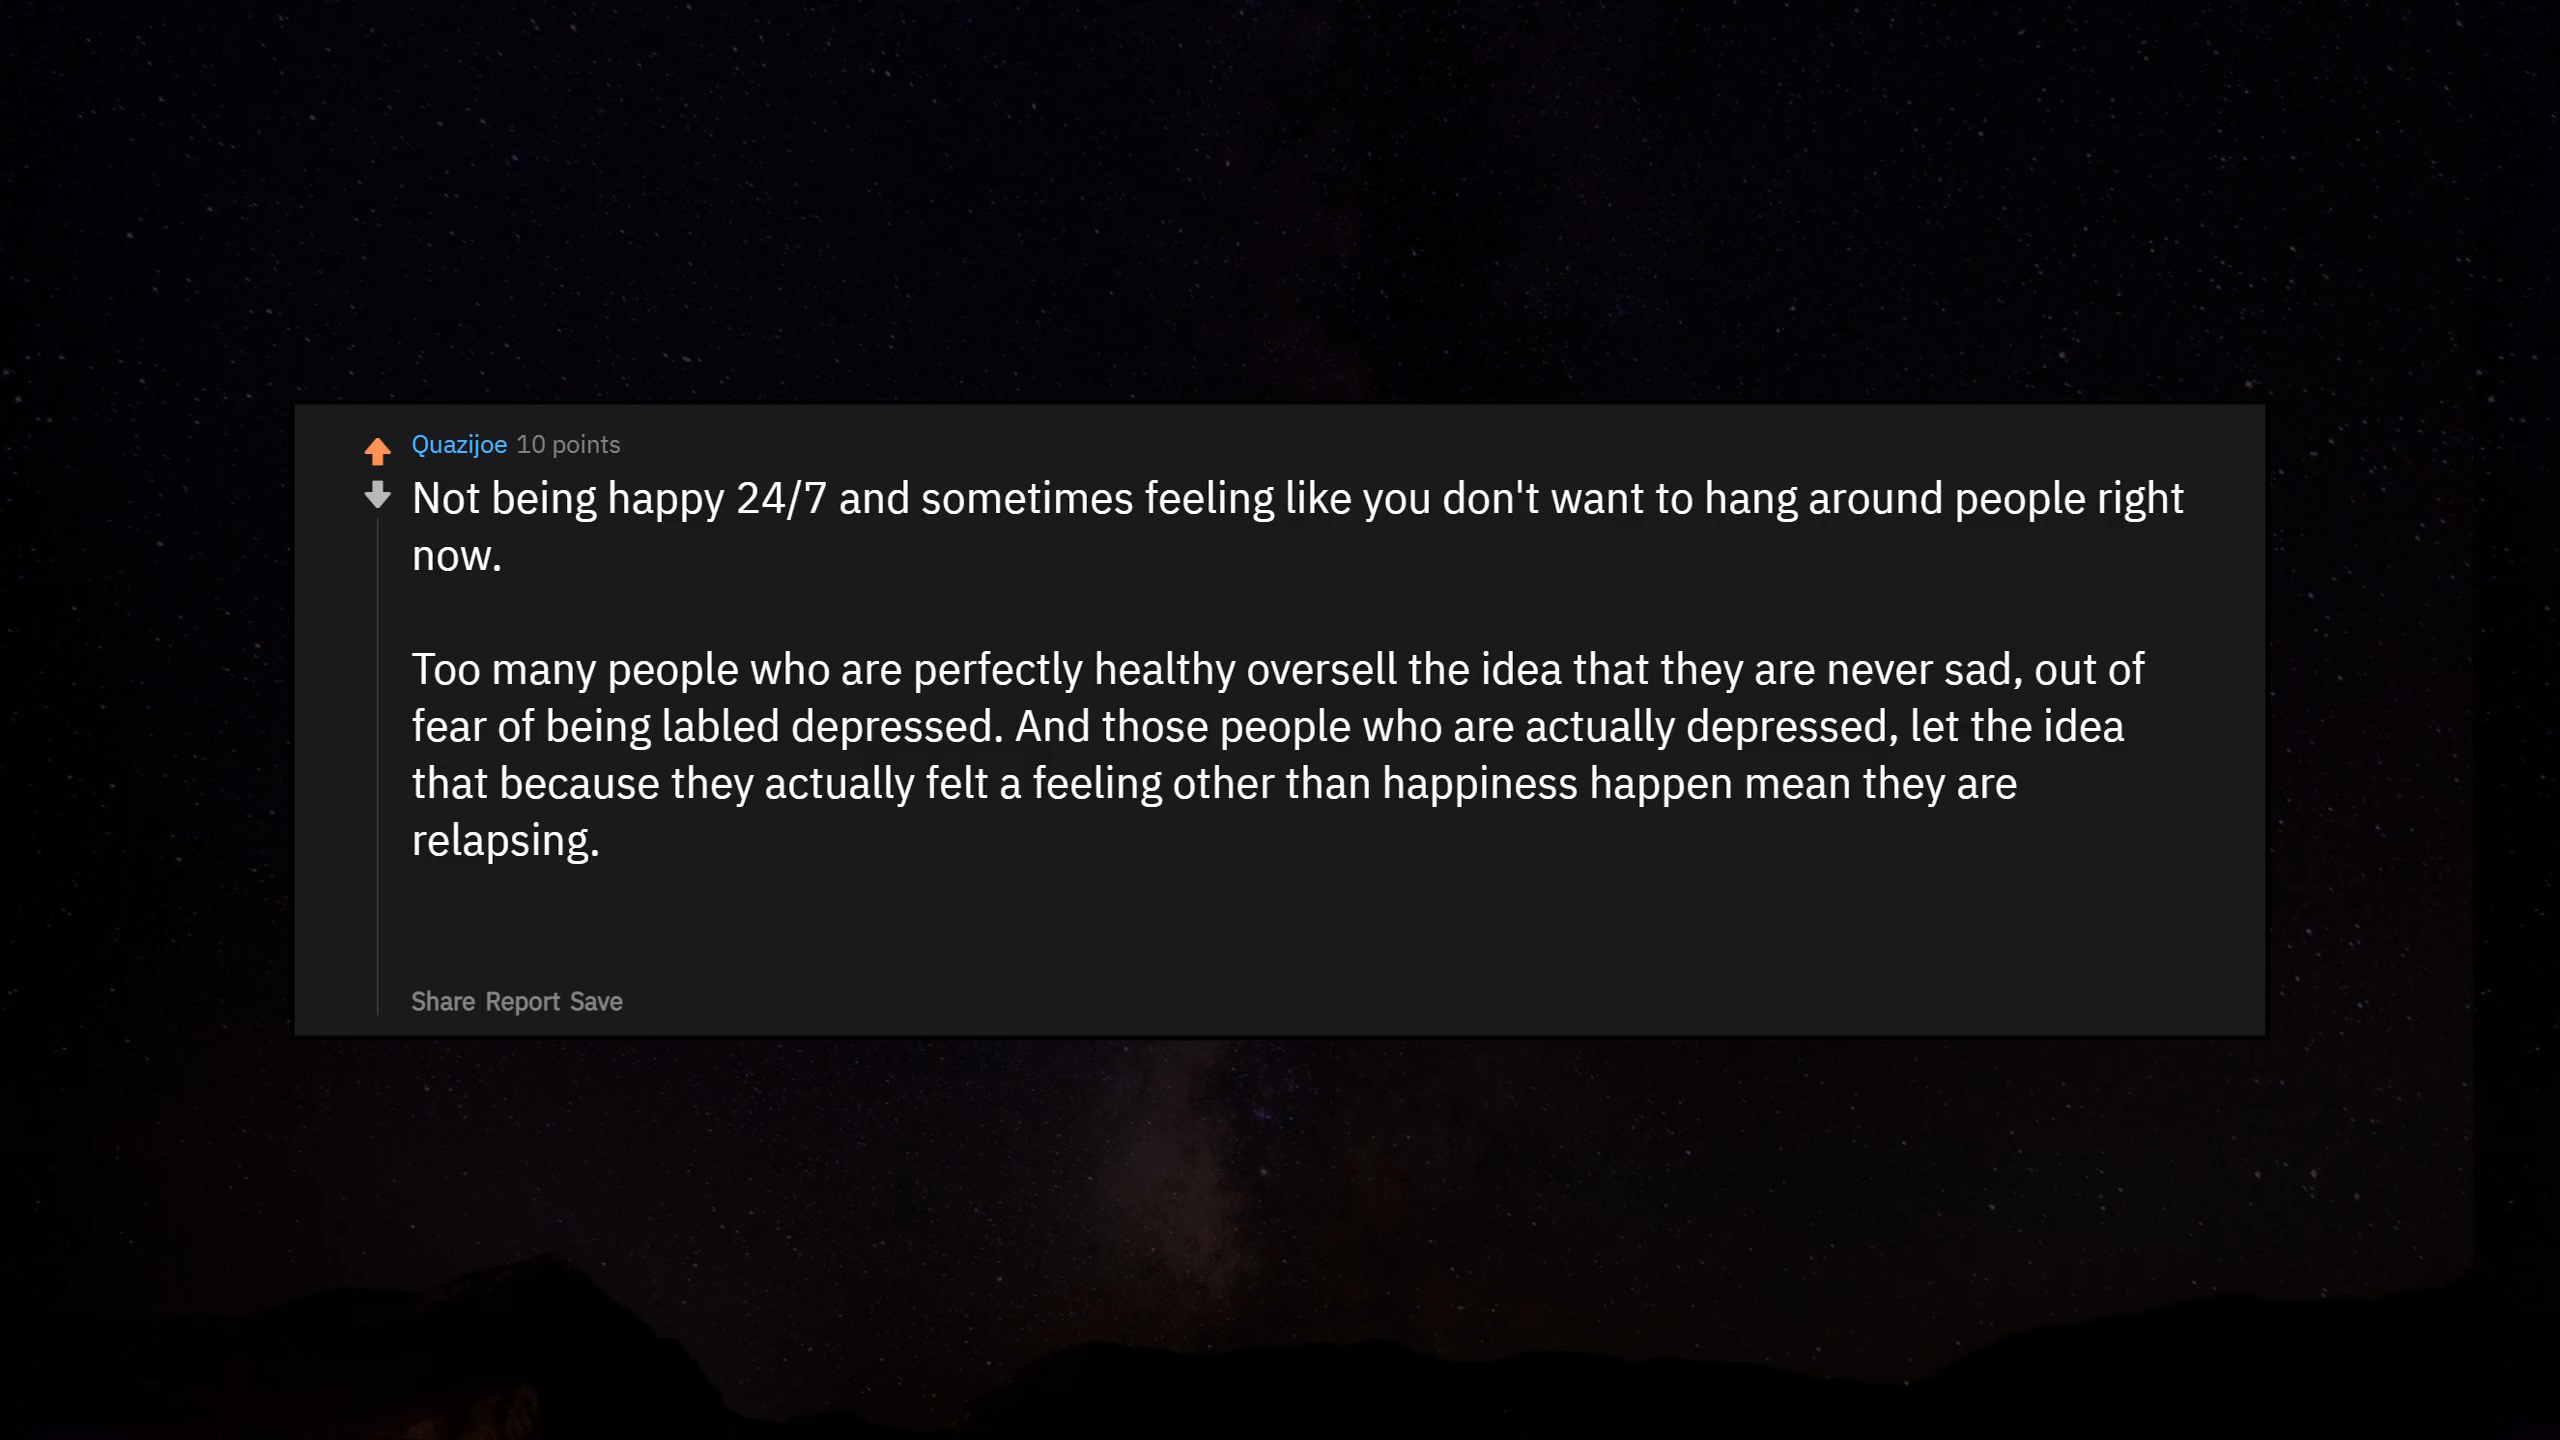 Quazijoe 10 points
Not being happy 24/7 and sometimes feeling like you don't want to hang around people right
now.
Too many people who are perfectly healthy oversell the idea that they are never sad, out of
fear of being labled depressed. And those people who are actually depressed, let the idea
that because they actually felt a feeling other than happiness happen mean they are
relapsing.
Share Report Save